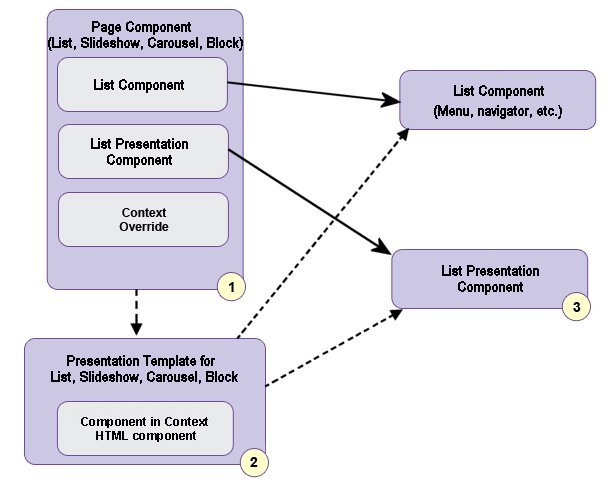 Page Component
(List, Slideshow, Carousel, Block)
List Component
List Presentation
Component
Context
Override
1
List Component
(Menu, navigator, etc.)
List Presentation
Component
3
Presentation Template for
List, Slideshow, Carousel, Block
Component in Context
HTML component
2